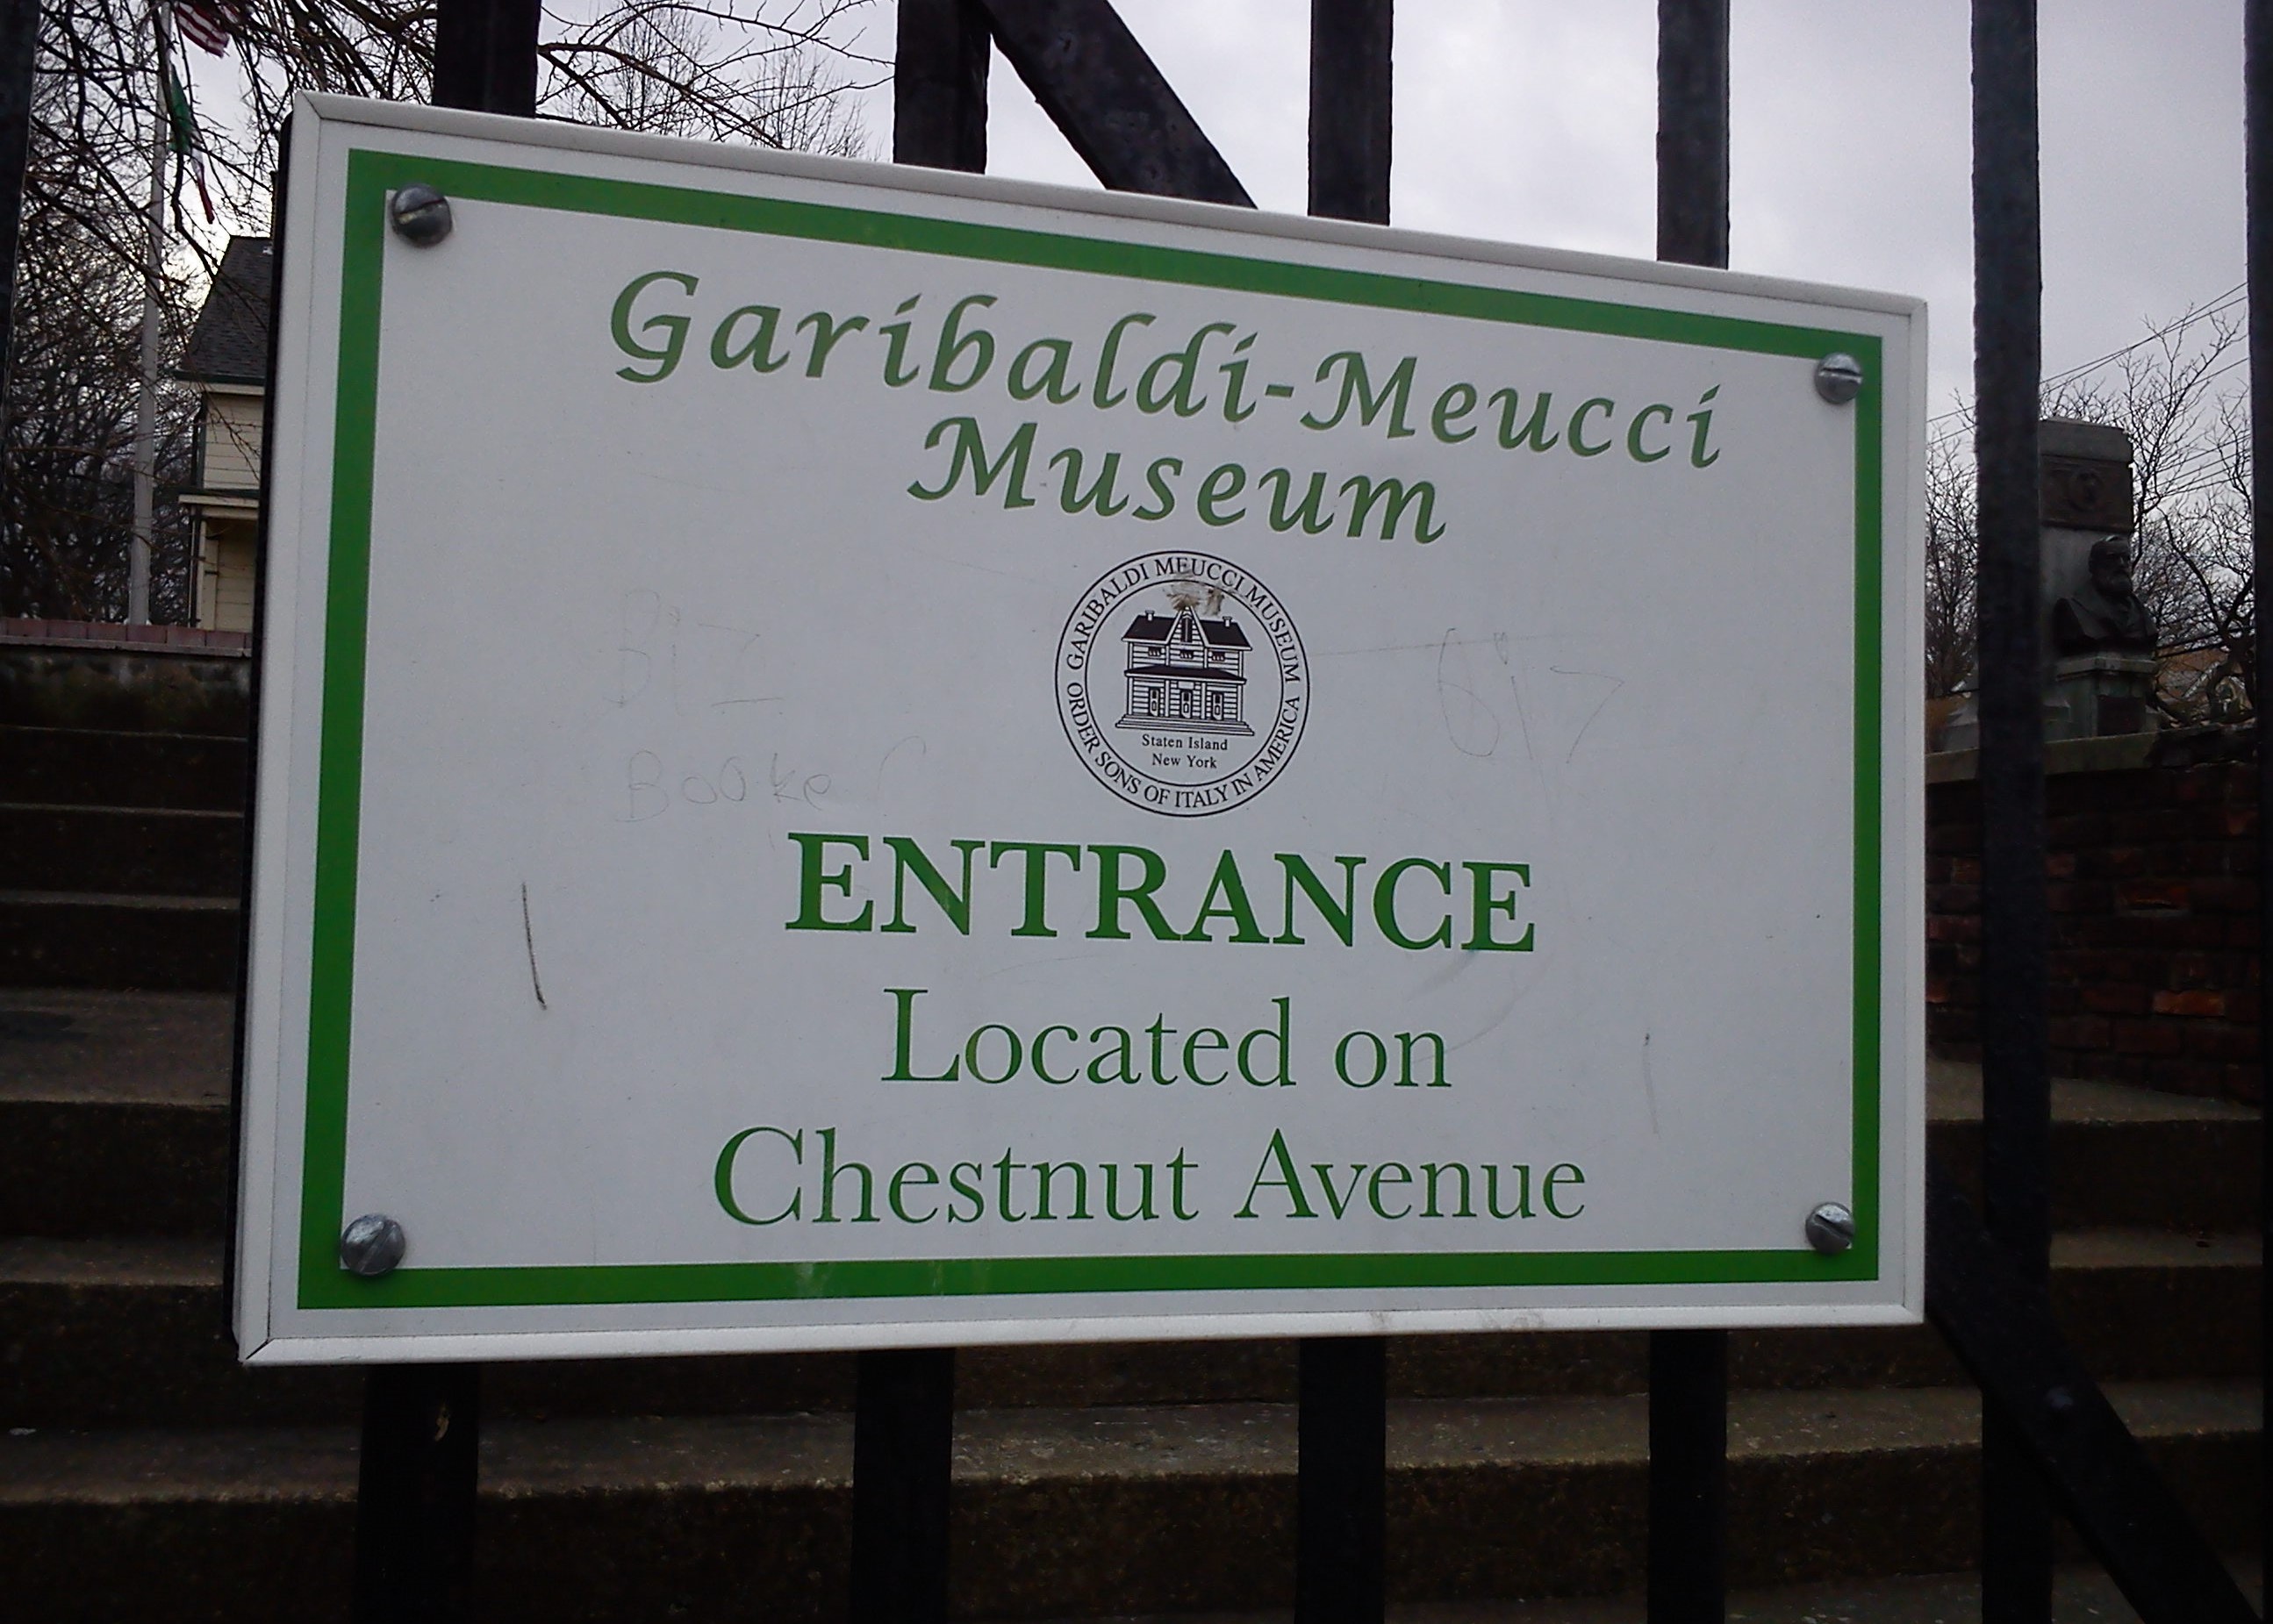 Garibaldi-Meucci
Museum
GARIBALDI MEUCCI MUSEUM
Staten Island
New York
ORDER SONS OF ITALY IN AMERICA
ENTRANCE
Located on
Chestnut Avenue